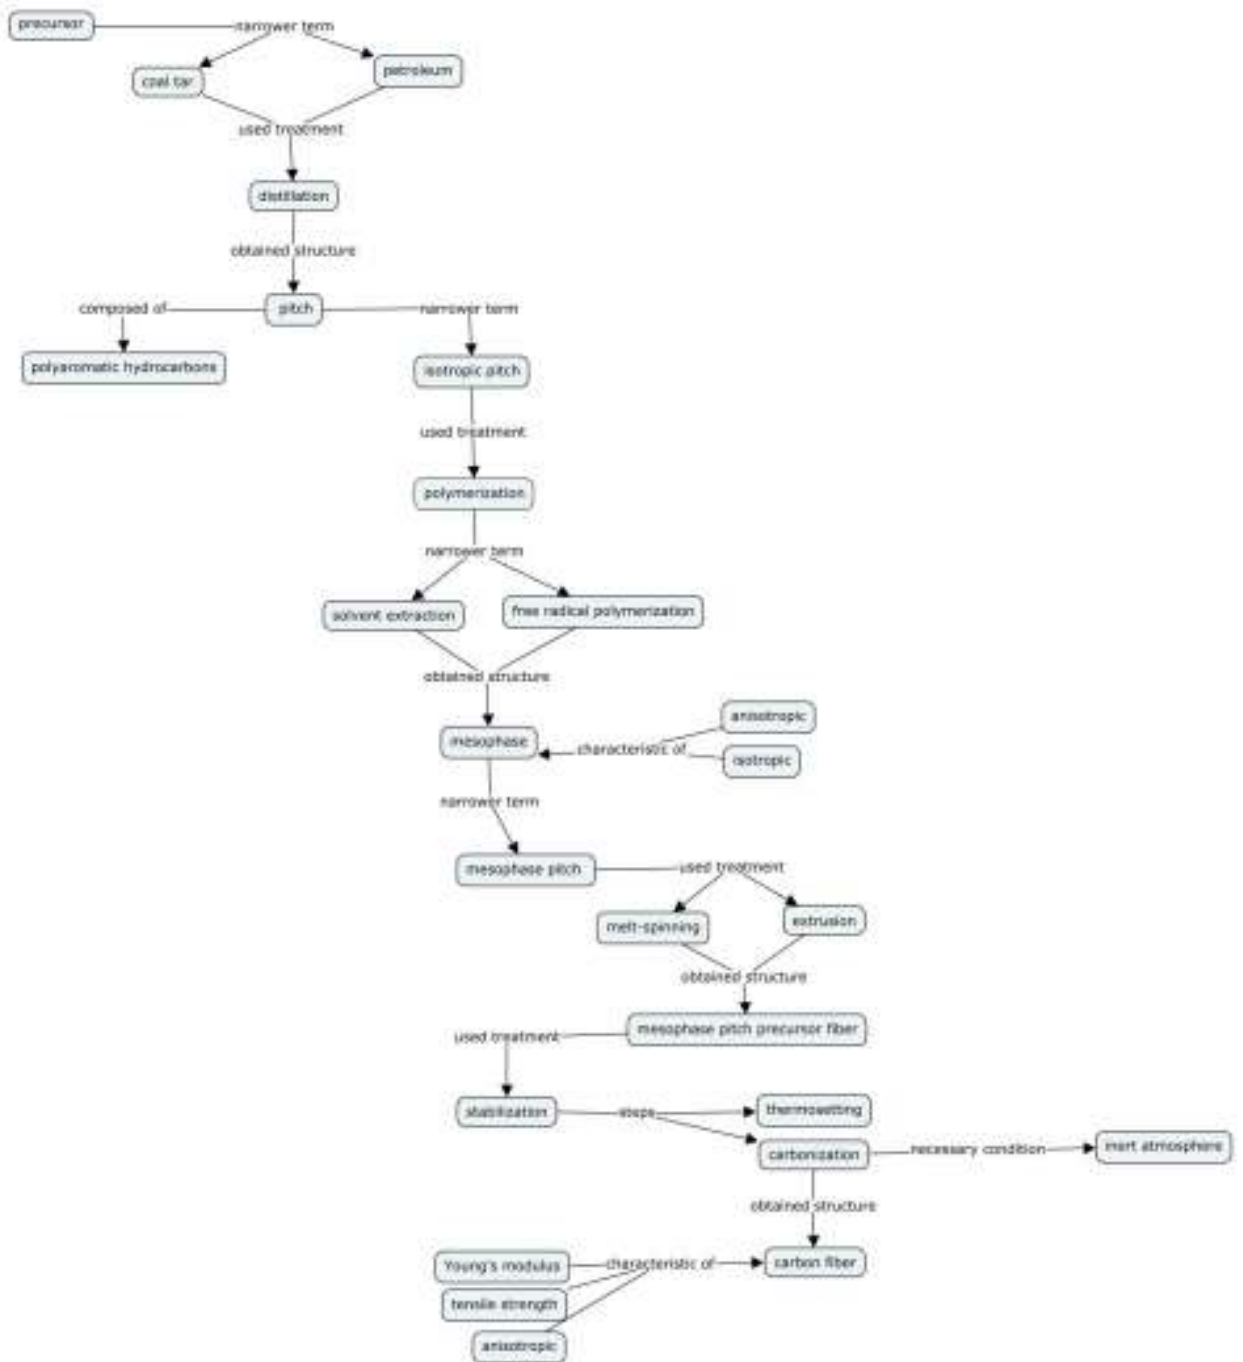 precursor
narrower term
petroleum
coal tar
used treatment
distillation
obtained structure
composed of
pitch
narrower term
polyaromatic hydrocarbons
isotropic pitch
used treatment
polymerization
narrower term
solvent extraction
free radical polymerization
obtained structure
anisotropic
mesophase
characteristic of
isotropic
narrower term
mesophase pitch
used treatment
melt-spinning
extrusion
obtained structure
mesophase pitch precursor fiber
used treatment
stabilization
steps
thermosetting
carbonization
necessary condition
inert atmosphere
obtained structure
Young's modulus
characteristic of
carbon fiber
tensile strength
anisotropic